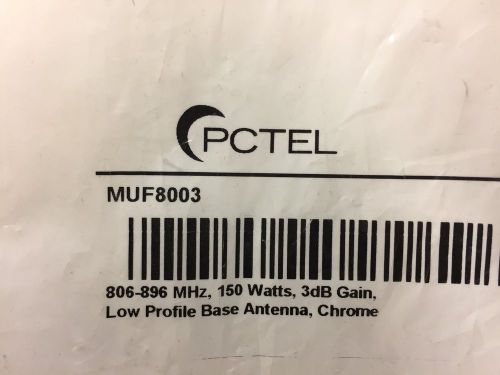 PCTEL
MUF8003
806-896 MHz, 150 Watts, 3dB Gain,
Low Profile Base Antenna, Chrome